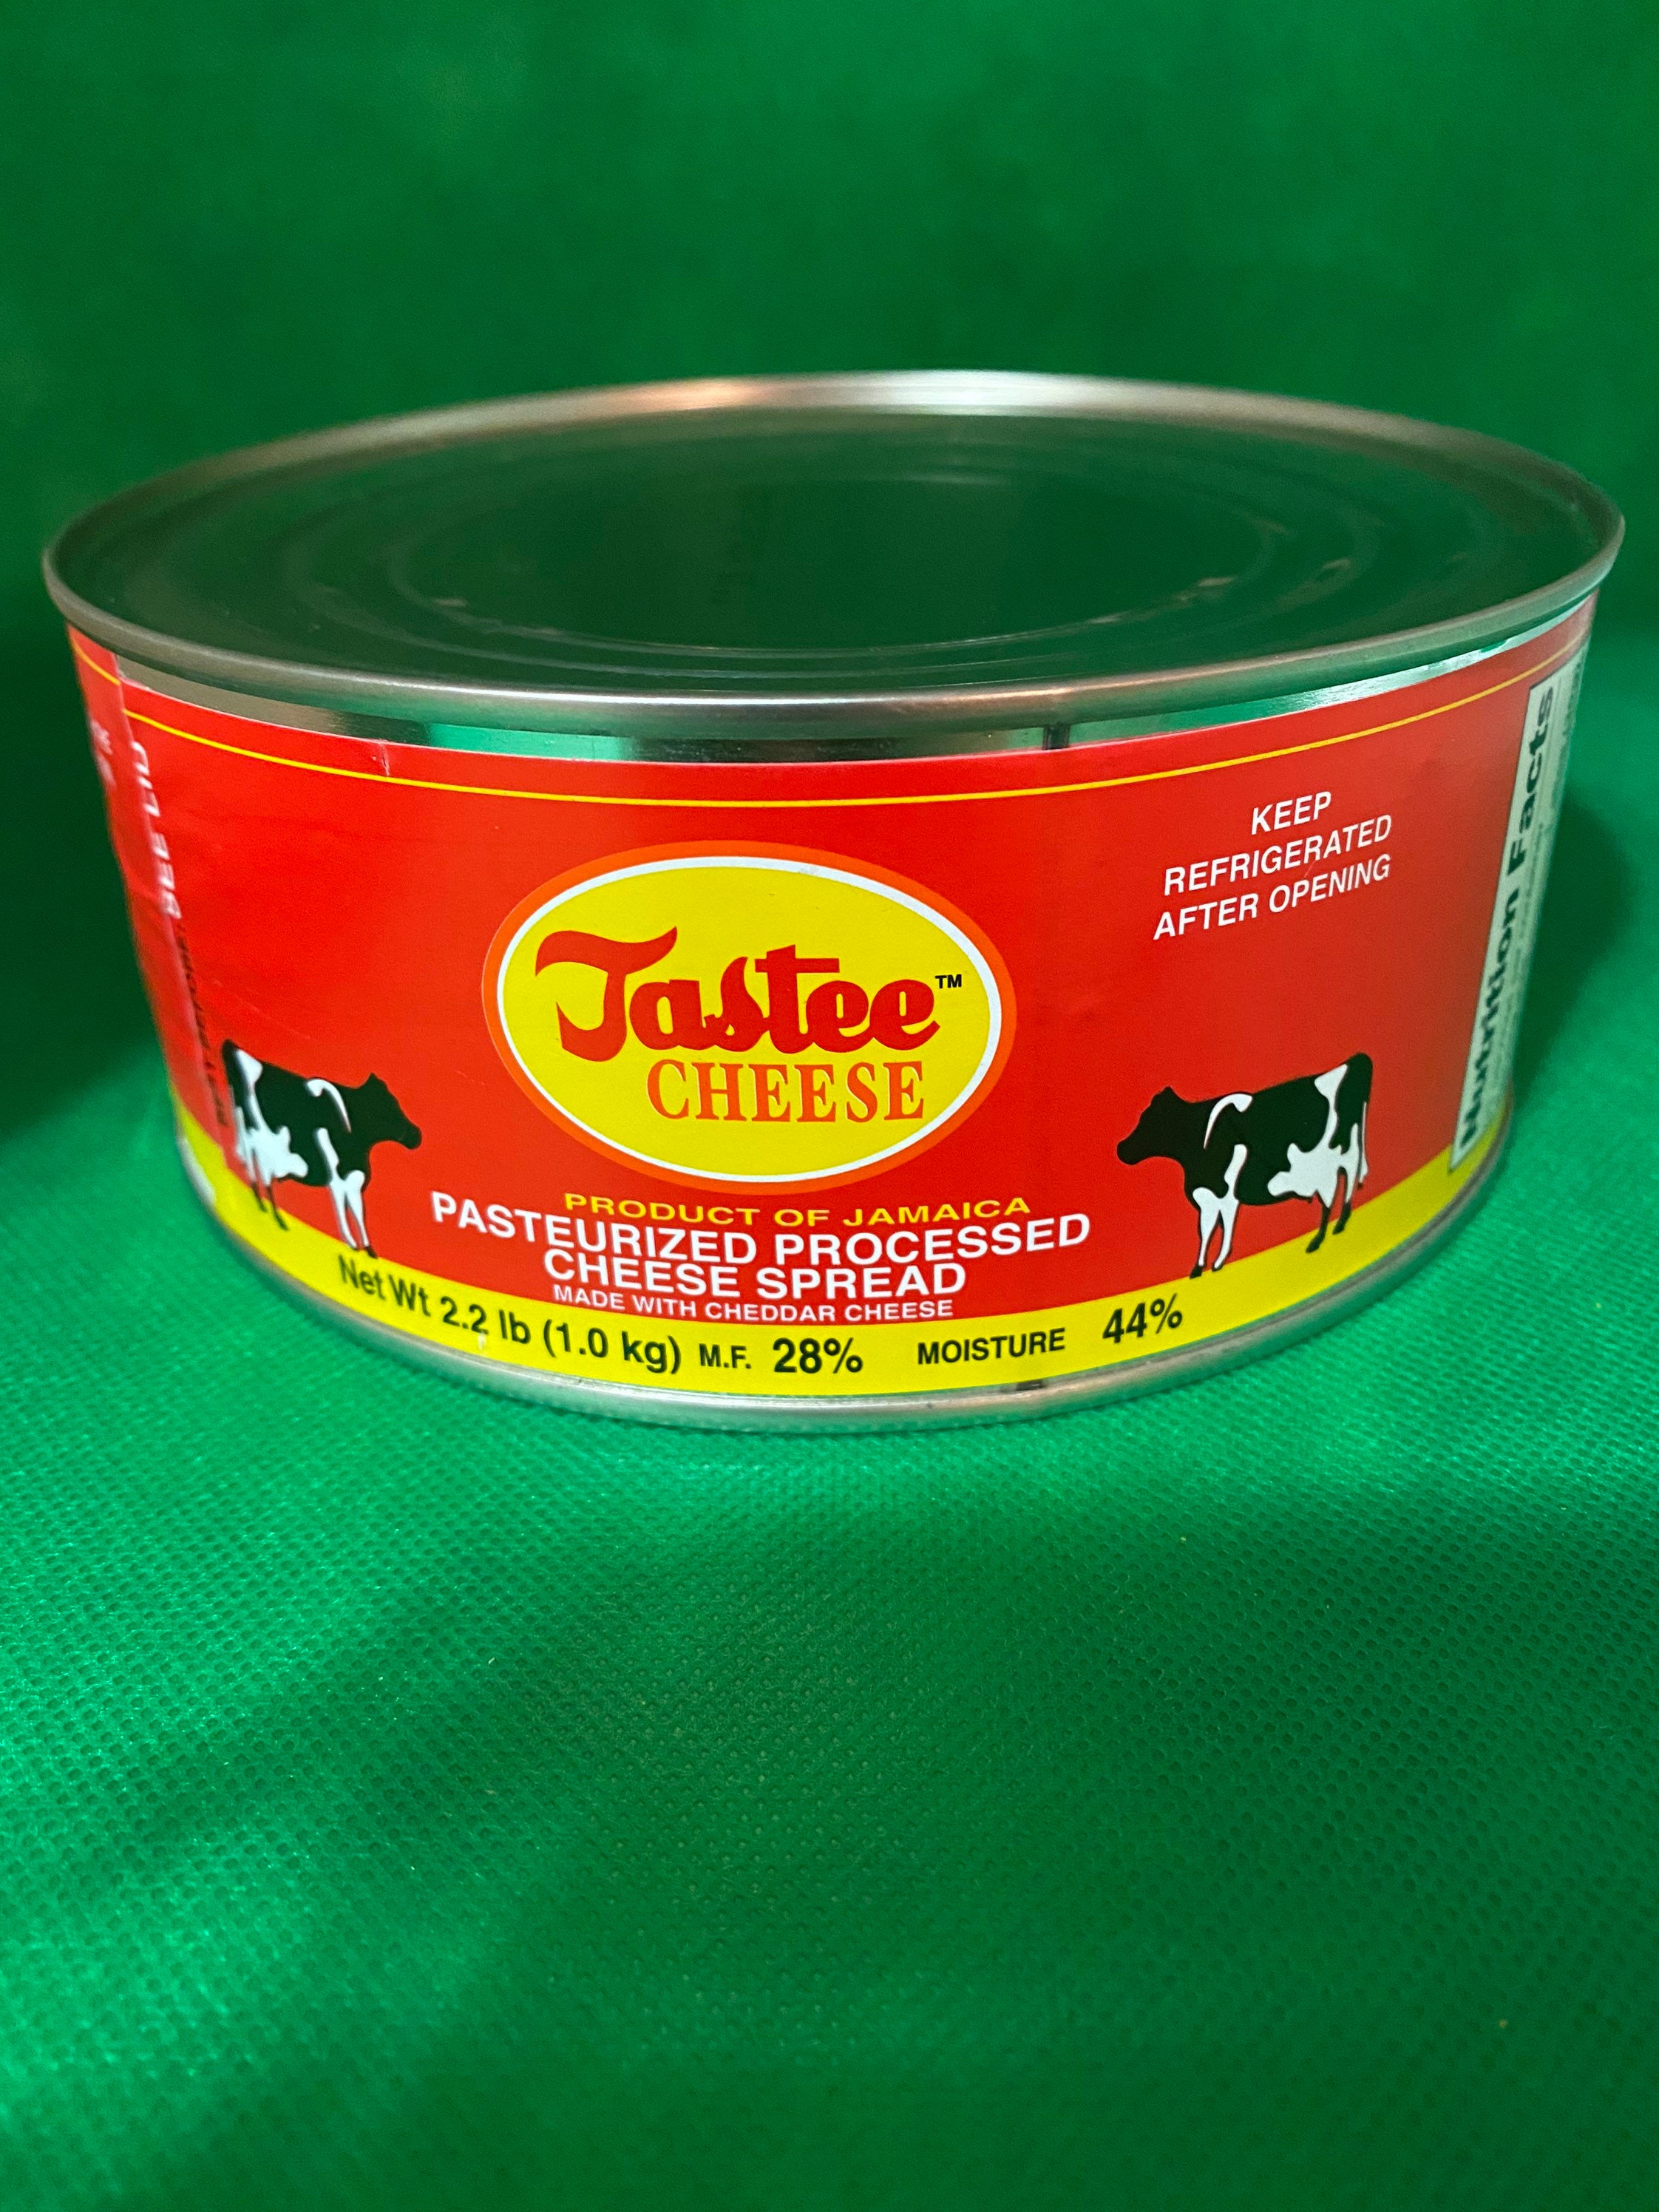 Tastee™
CHEESE
PRODUCT OF JAMAICA
PASTEURIZED PROCESSED
CHEESE SPREAD
MADE WITH CHEDDAR CHEESE
Net Wt 2.2 lb (1.0 kg) M.F. 28% MOISTURE 44%
KEEP
REFRIGERATED
AFTER OPENING
Nutrition Facts
SEE LID